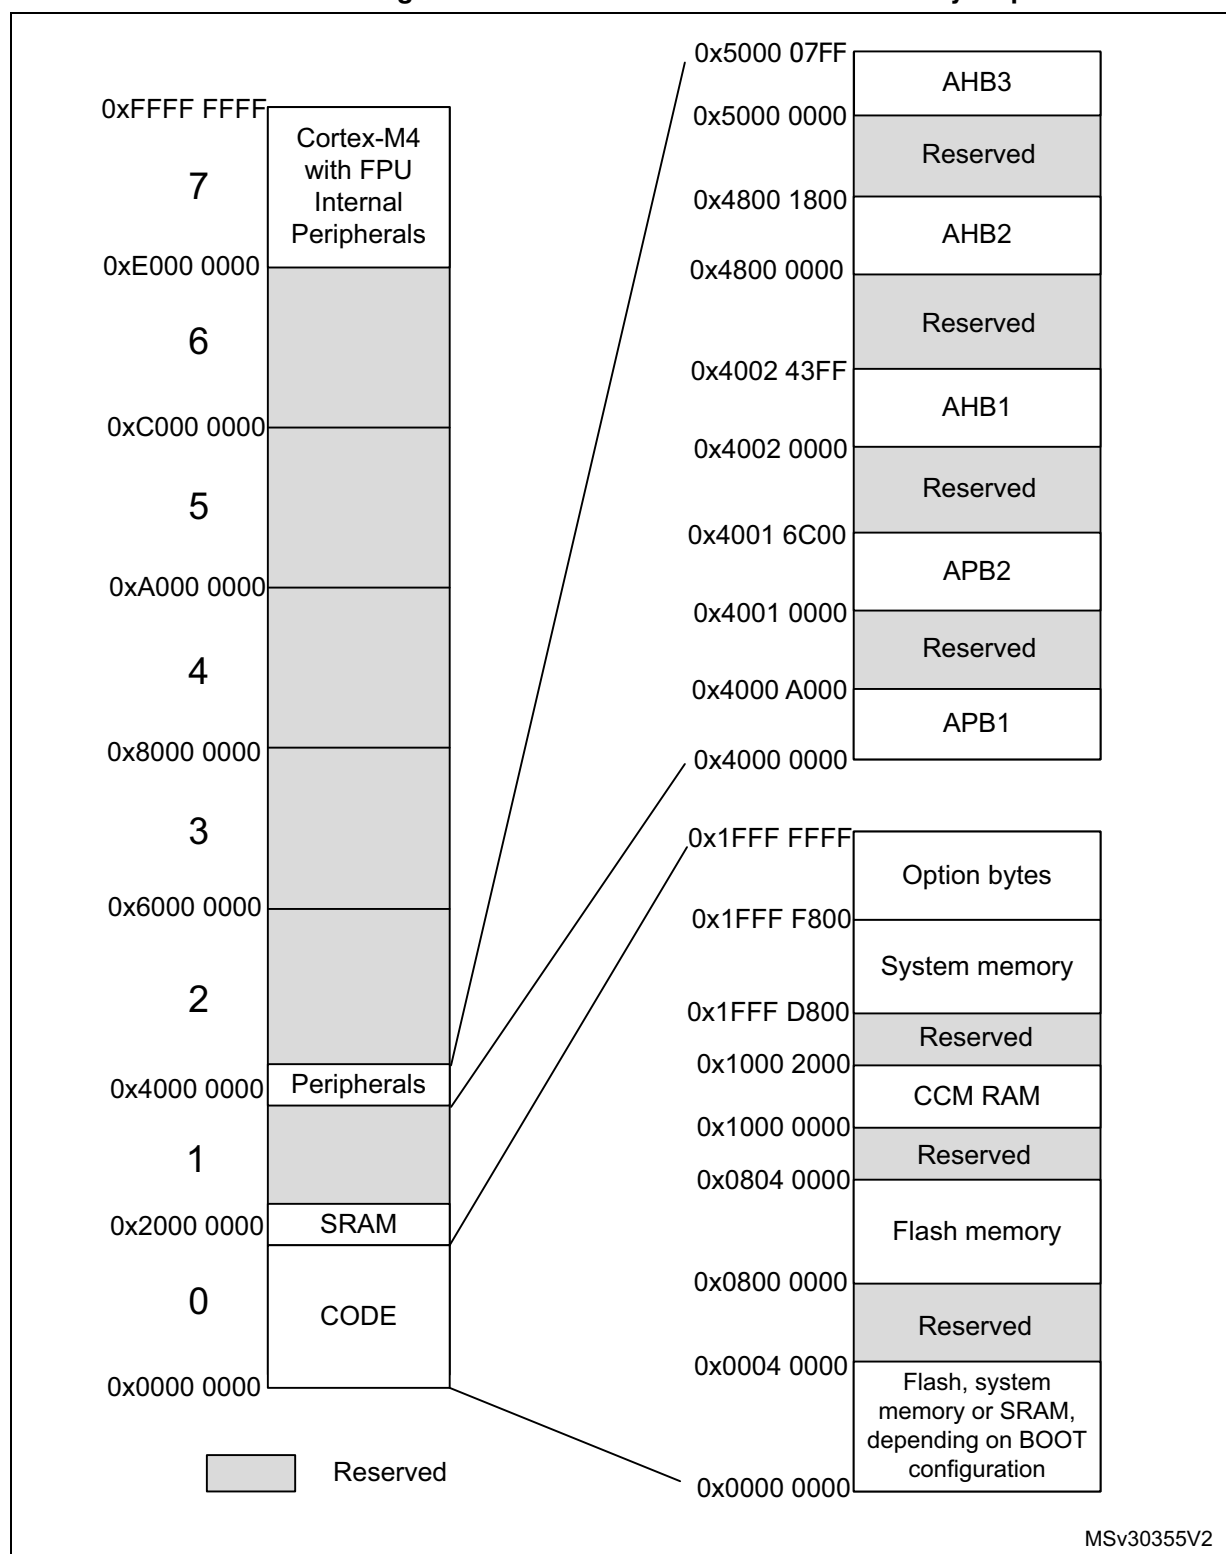 0xFFFF FFFF
Cortex-M4
with FPU
Internal
Peripherals
7
0xE000 0000
6
0xC000 0000
5
0xA000 0000
4
0x8000 0000
3
0x6000 0000
2
0x4000 0000
Peripherals
1
0x2000 0000
SRAM
0
CODE
0x0000 0000
Reserved
0x5000 07FF
AHB3
0x5000 0000
Reserved
0x4800 1800
AHB2
0x4800 0000
Reserved
0x4002 43FF
AHB1
0x4002 0000
Reserved
0x4001 6C00
APB2
0x4001 0000
Reserved
0x4000 A000
APB1
0x4000 0000
0x1FFF FFFF
Option bytes
0x1FFF F800
System memory
0x1FFF D800
Reserved
0x1000 2000
CCM RAM
0x1000 0000
Reserved
0x0804 0000
Flash memory
0x0800 0000
Reserved
0x0004 0000
Flash, system
memory or SRAM,
depending on BOOT
configuration
0x0000 0000
MSv30355V2